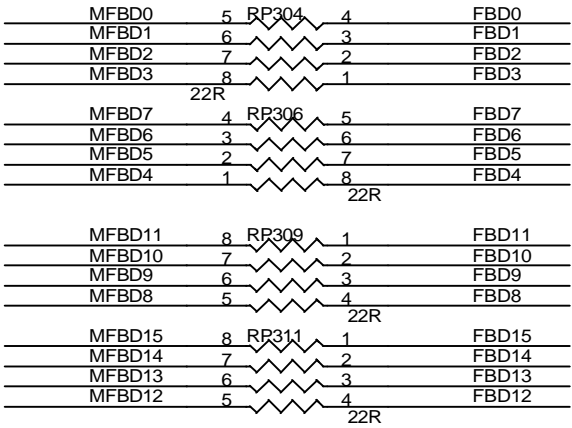 MFBD0 5 RP304 4 FBD0
MFBD1 6 3 FBD1
MFBD2 7 2 FBD2
MFBD3 8 1 FBD3
22R
MFBD7 4 RP306 5 FBD7
MFBD6 3 6 FBD6
MFBD5 2 7 FBD5
MFBD4 1 8 FBD4
22R
MFBD11 8 RP309 1 FBD11
MFBD10 7 2 FBD10
MFBD9 6 3 FBD9
MFBD8 5 4 FBD8
22R
MFBD15 8 RP311 1 FBD15
MFBD14 7 2 FBD14
MFBD13 6 3 FBD13
MFBD12 5 4 FBD12
22R